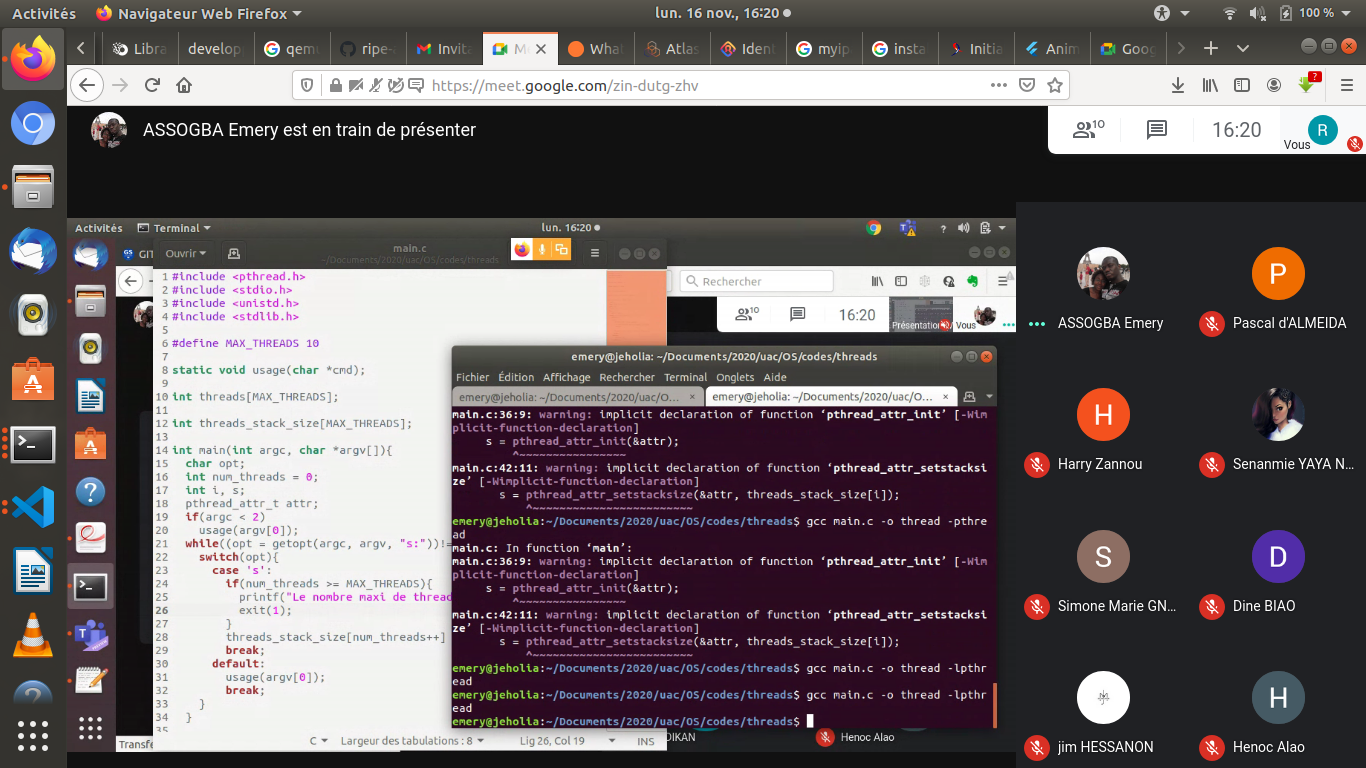 Activités Navigateur Web Firefox lun. 16 nov., 16:20 100 %
Libra develop qemu ripe- Invita M What Atlas Ident myip insta Initia Anim Goog
https://meet.google.com/zin-dutg-zhv
ASSOGBA Emery est en train de présenter
10 16:20 R Vous
Activités Terminal lun. 16:20
GIT Ouvrir main.c
~/Documents/2020/uac/OS/codes/threads
Rechercher
10 16:20 Vous
1 #include <pthread.h>
2 #include <stdio.h>
3 #include <unistd.h>
4 #include <stdlib.h>
5
6 #define MAX_THREADS 10
7
8 static void usage(char *cmd);
9
10 int threads[MAX_THREADS];
11
12 int threads_stack_size[MAX_THREADS];
13
14 int main(int argc, char *argv[]){
15 char opt;
16 int num_threads = 0;
17 int i, s;
18 pthread_attr_t attr;
19 if(argc < 2)
20 usage(argv[0]);
21 while((opt = getopt(argc, argv, "s:"))!=
22 switch(opt){
23 case 's':
24 if(num_threads >= MAX_THREADS){
25 printf("Le nombre maxi de thread
26 exit(1);
27 }
28 threads_stack_size[num_threads++]
29 break;
30 default:
31 usage(argv[0]);
32 break;
33 }
34 }
35
C Largeur des tabulations : 8 Lig 26, Col 19 INS
Transfe
emery@jeholia: ~/Documents/2020/uac/OS/codes/threads
Fichier Édition Affichage Rechercher Terminal Onglets Aide
emery@jeholia: ~/Documents/2020/uac/O... × emery@jeholia: ~/Documents/2020/uac/O... ×
main.c:36:9: warning: implicit declaration of function ‘pthread_attr_init’ [-Wim
plicit-function-declaration]
s = pthread_attr_init(&attr);
^~~~~~~~~~~~~~~~~
main.c:42:11: warning: implicit declaration of function ‘pthread_attr_setstacksi
ze’ [-Wimplicit-function-declaration]
s = pthread_attr_setstacksize(&attr, threads_stack_size[i]);
^~~~~~~~~~~~~~~~~~~~~~~~~
emery@jeholia:~/Documents/2020/uac/OS/codes/threads$ gcc main.c -o thread -pthre
ad
main.c: In function ‘main’:
main.c:36:9: warning: implicit declaration of function ‘pthread_attr_init’ [-Wim
plicit-function-declaration]
s = pthread_attr_init(&attr);
^~~~~~~~~~~~~~~~~
main.c:42:11: warning: implicit declaration of function ‘pthread_attr_setstacksi
ze’ [-Wimplicit-function-declaration]
s = pthread_attr_setstacksize(&attr, threads_stack_size[i]);
^~~~~~~~~~~~~~~~~~~~~~~~~
emery@jeholia:~/Documents/2020/uac/OS/codes/threads$ gcc main.c -o thread -lpthr
ead
emery@jeholia:~/Documents/2020/uac/OS/codes/threads$ gcc main.c -o thread -lpthr
ead
emery@jeholia:~/Documents/2020/uac/OS/codes/threads$
DIKAN Henoc Alao
P
ASSOGBA Emery Pascal d'ALMEIDA
H
Harry Zannou Senanmie YAYA N...
S D
Simone Marie GN... Dine BIAO
H
jim HESSANON Henoc Alao